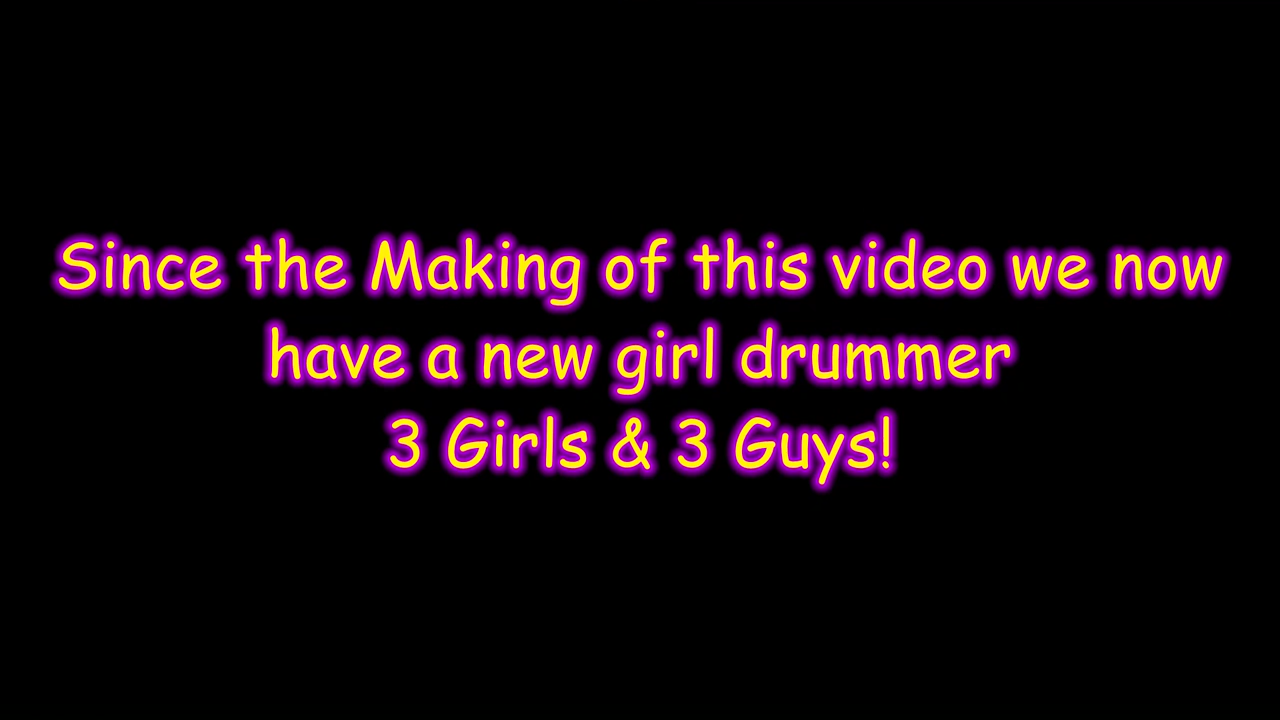 Since the Making of this video we now
have a new girl drummer
3 Girls & 3 Guys!